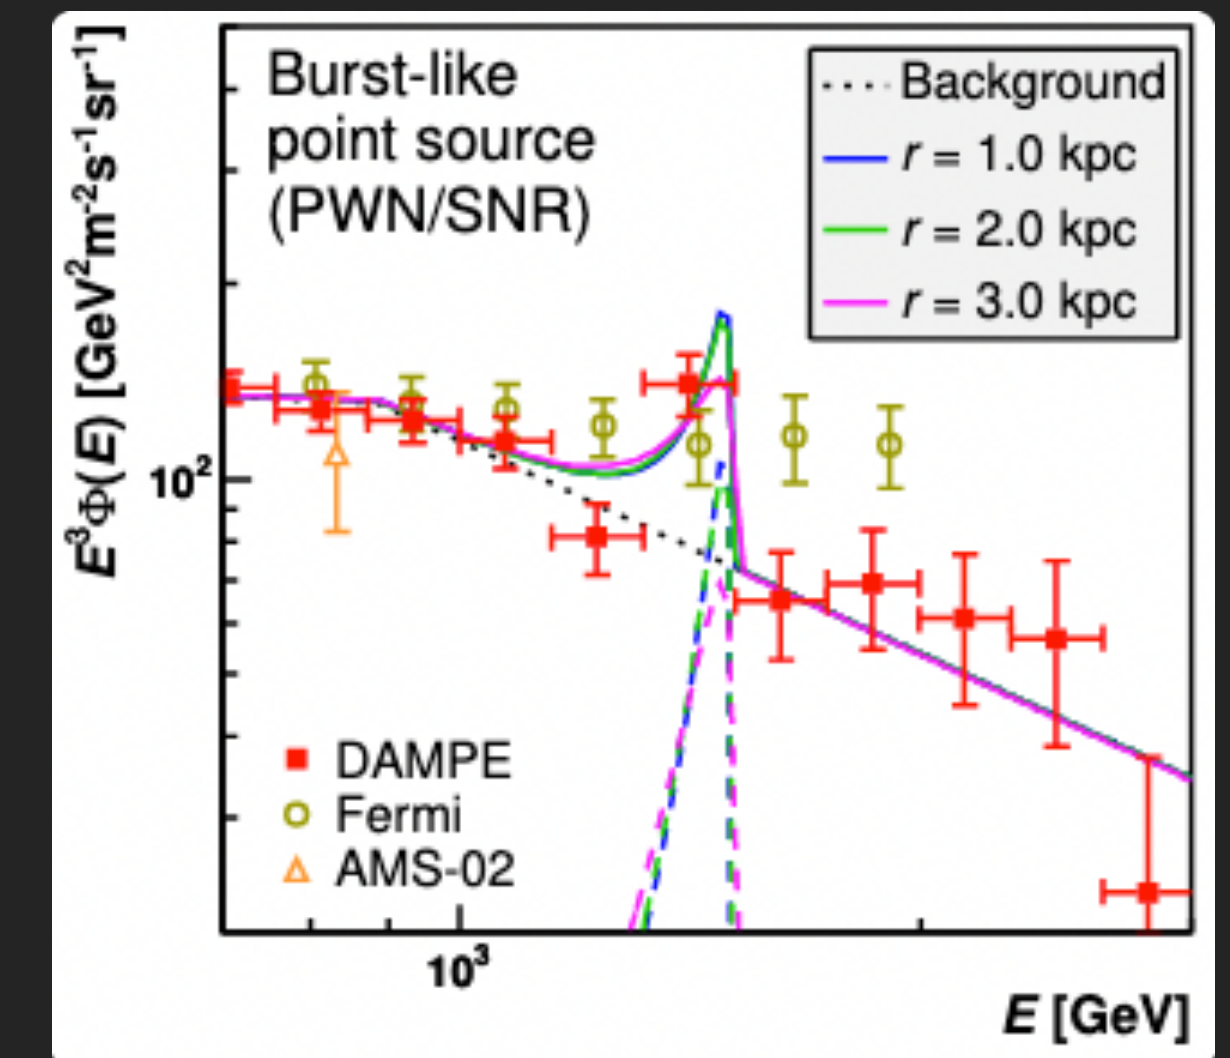 E³Φ(E) [GeV²m⁻²s⁻¹sr⁻¹]
Burst-like
point source
(PWN/SNR)
Background
r = 1.0 kpc
r = 2.0 kpc
r = 3.0 kpc
10²
DAMPE
Fermi
AMS-02
10³
E [GeV]